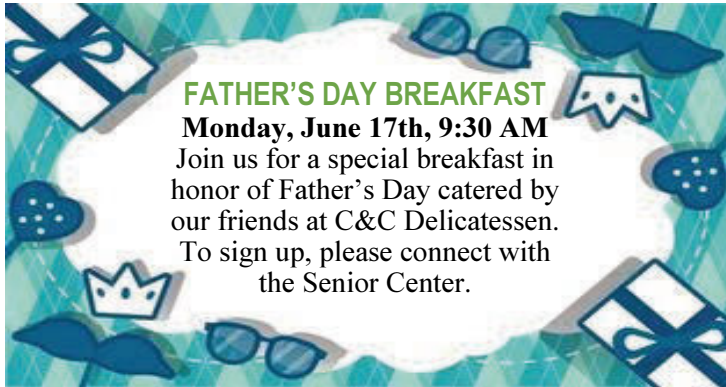 FATHER’S DAY BREAKFAST
Monday, June 17th, 9:30 AM
Join us for a special breakfast in
honor of Father’s Day catered by
our friends at C&C Delicatessen.
To sign up, please connect with
the Senior Center.